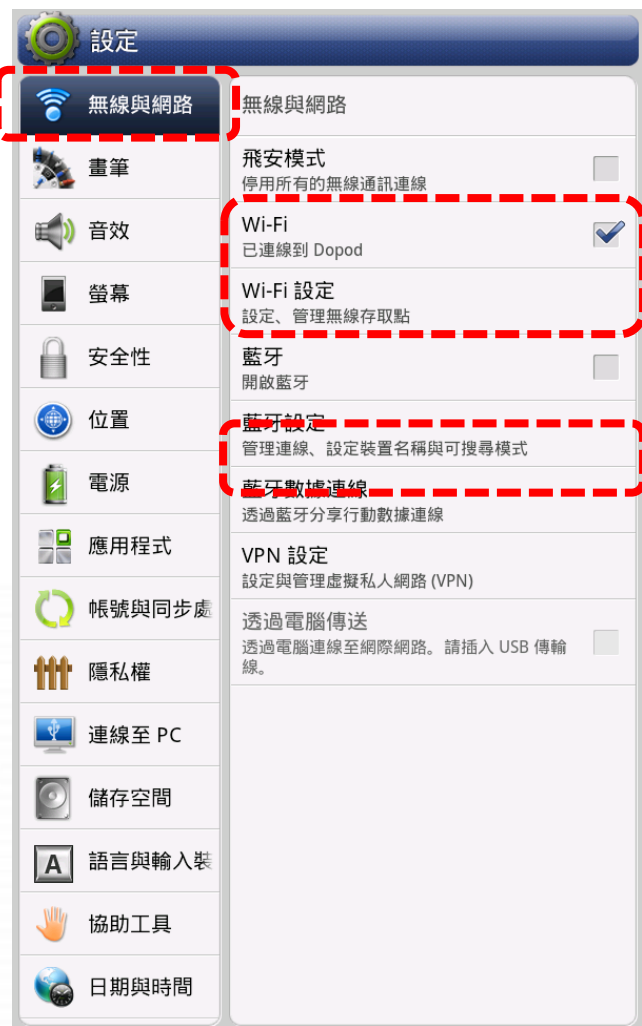 設定
無線與網路
畫筆
音效
螢幕
安全性
位置
電源
應用程式
帳號與同步處
隱私權
連線至 PC
儲存空間
語言與輸入裝
協助工具
日期與時間
無線與網路
飛安模式
停用所有的無線通訊連線
Wi-Fi
已連線到 Dopod
Wi-Fi 設定
設定、管理無線存取點
藍牙
開啟藍牙
藍牙設定
管理連線、設定裝置名稱與可搜尋模式
藍牙數據連線
透過藍牙分享行動數據連線
VPN 設定
設定與管理虛擬私人網路 (VPN)
透過電腦傳送
透過電腦連線至網際網路。請插入 USB 傳輸
線。
A